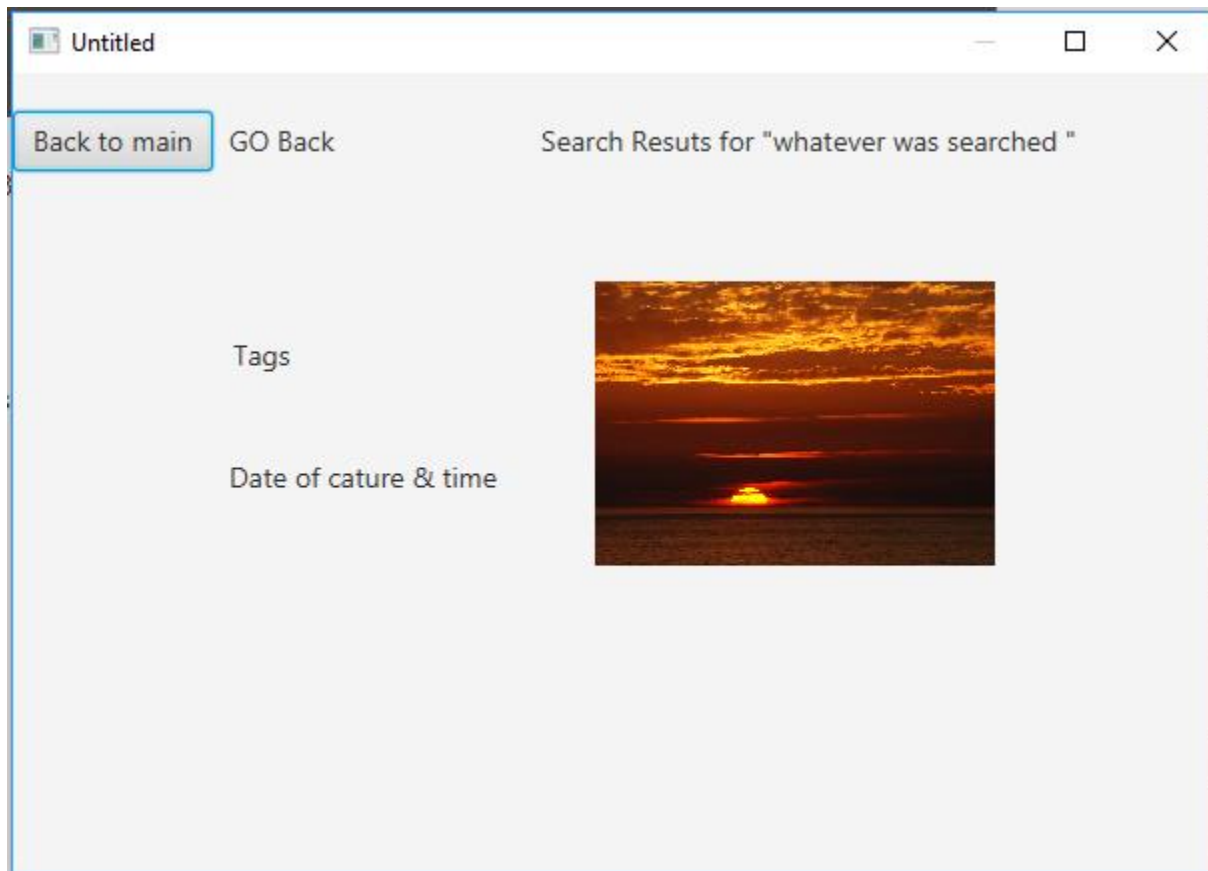 Untitled
Back to main GO Back Search Resuts for "whatever was searched "
Tags
Date of cature & time